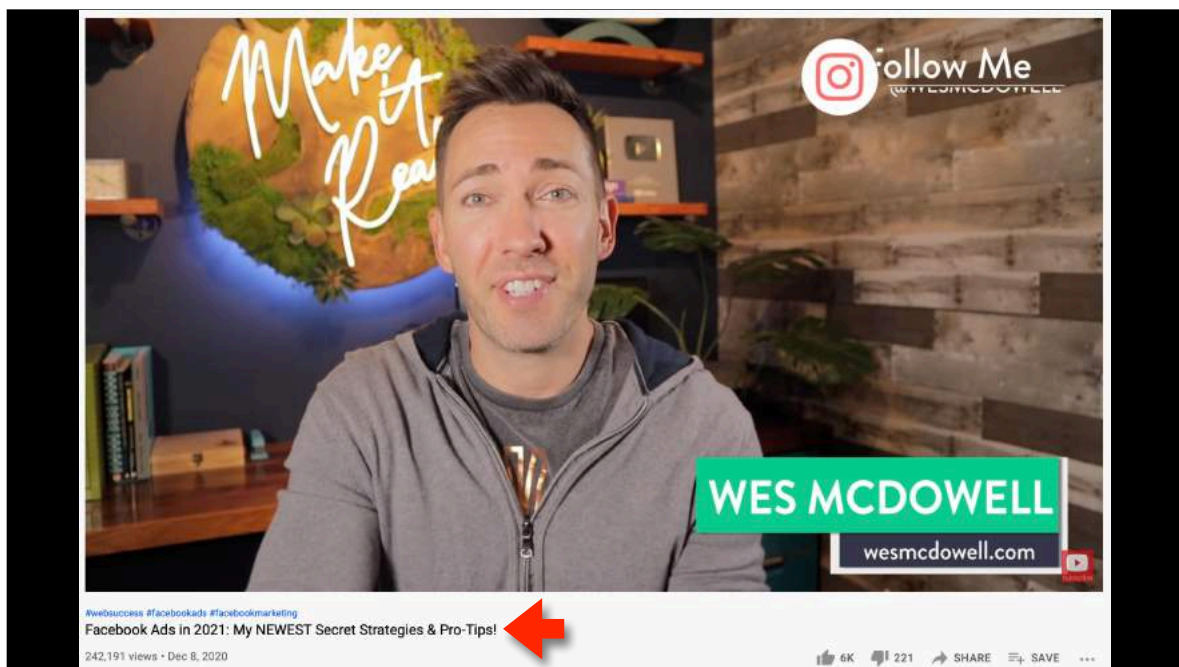 Make
it
Real
Follow Me
@WESMCDOWELL
WES MCDOWELL
wesmcdowell.com
Subscribe
#websuccess #facebookads #facebookmarketing
Facebook Ads in 2021: My NEWEST Secret Strategies & Pro-Tips!
242,191 views • Dec 8, 2020
6K 221 SHARE SAVE